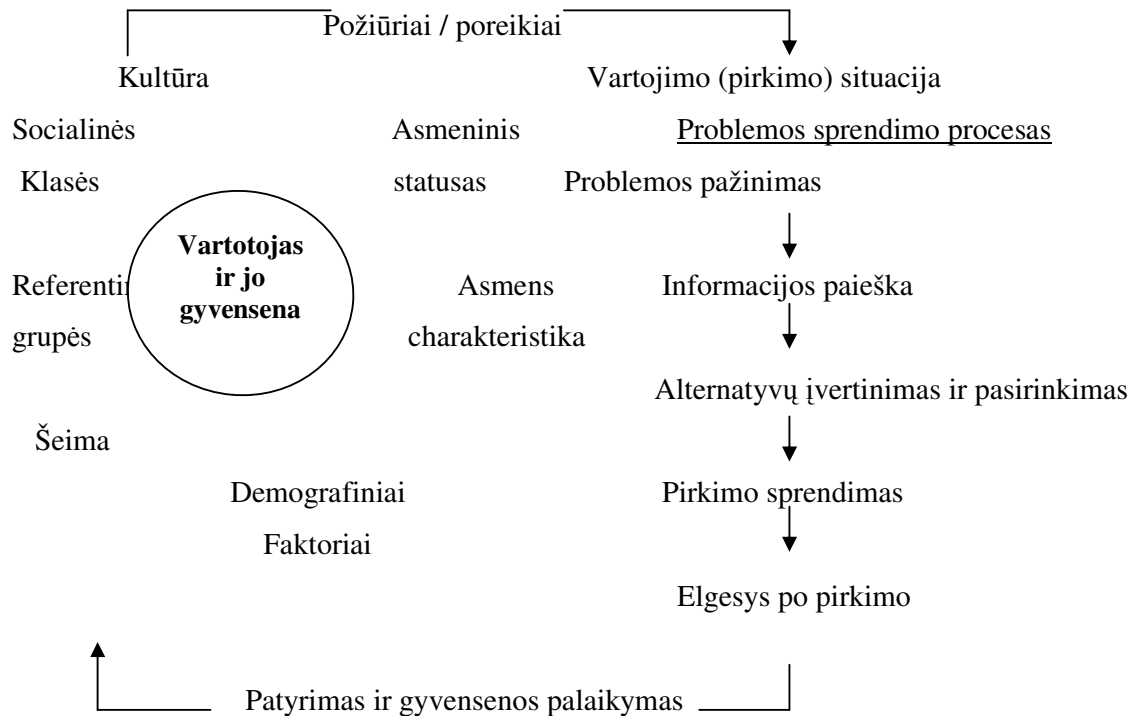 Požiūriai / poreikiai
Kultūra
Vartojimo (pirkimo) situacija
Socialinės
Asmeninis
Problemos sprendimo procesas
Klasės
statusas
Problemos pažinimas
Vartotojas
ir jo
gyvensena
Asmens
Informacijos paieška
grupės
charakteristika
Alternatyvų įvertinimas ir pasirinkimas
Šeima
Demografiniai
Pirkimo sprendimas
Faktoriai
Elgesys po pirkimo
Patyrimas ir gyvensenos palaikymas